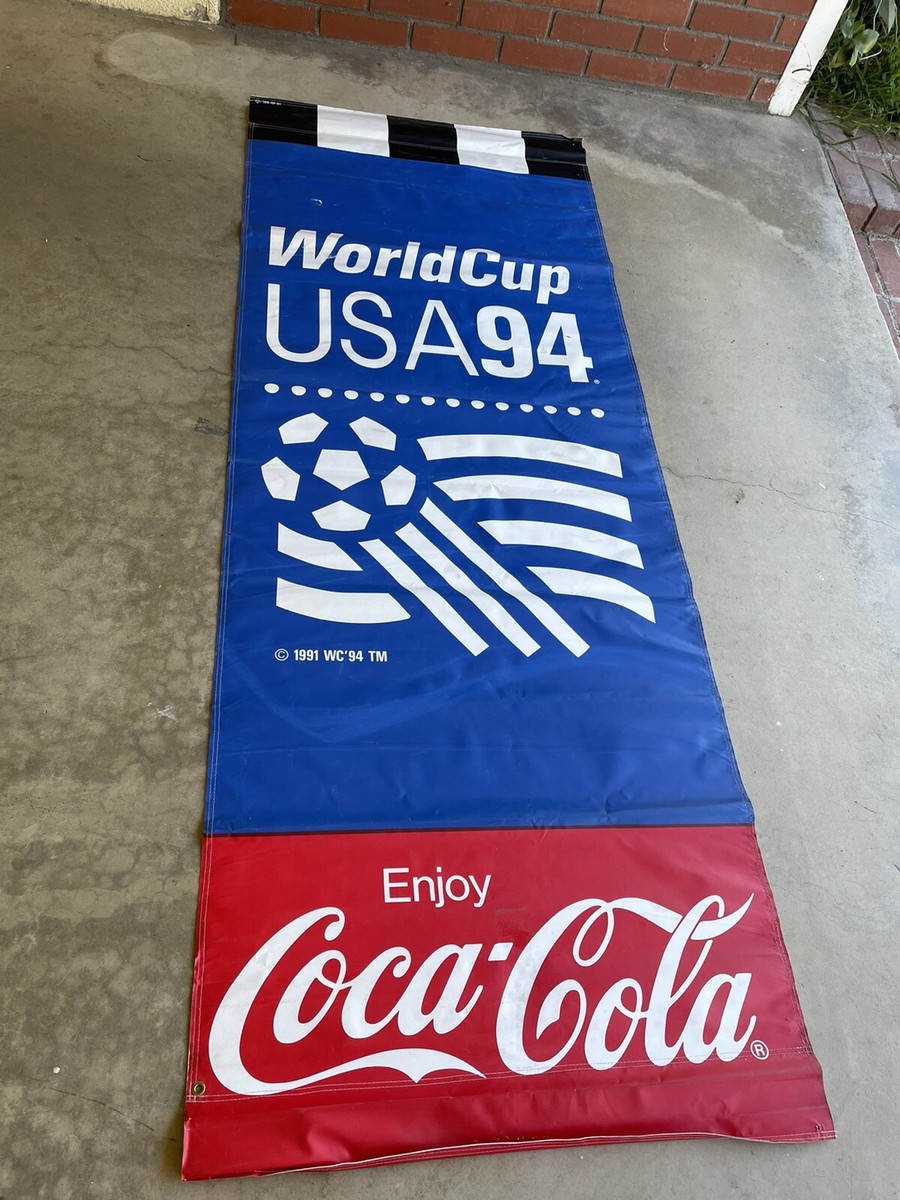 WorldCup
USA94
© 1991 WC'94 TM
Enjoy
Coca-Cola®